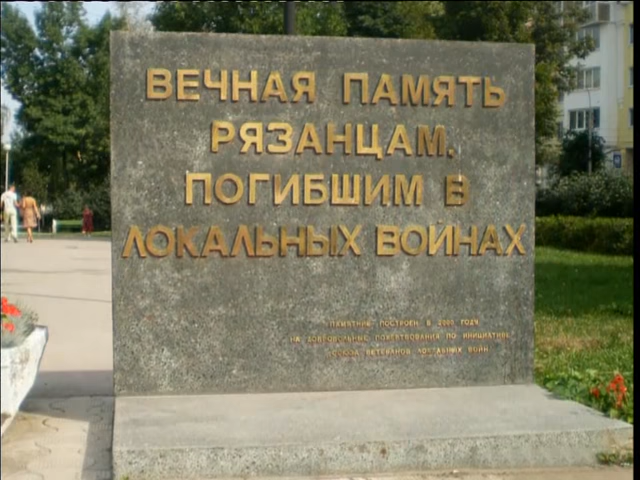 ВЕЧНАЯ ПАМЯТЬ
РЯЗАНЦАМ,
ПОГИБШИМ В
ЛОКАЛЬНЫХ ВОЙНАХ
ПАМЯТНИК ПОСТРОЕН В ГОДУ
НА ДОБРОВОЛЬНЫЕ ПОЖЕРТВОВАНИЯ ПО ИНИЦИАТИВЕ
СОЮЗА ВЕТЕРАНОВ ЛОКАЛЬНЫХ ВОЙН